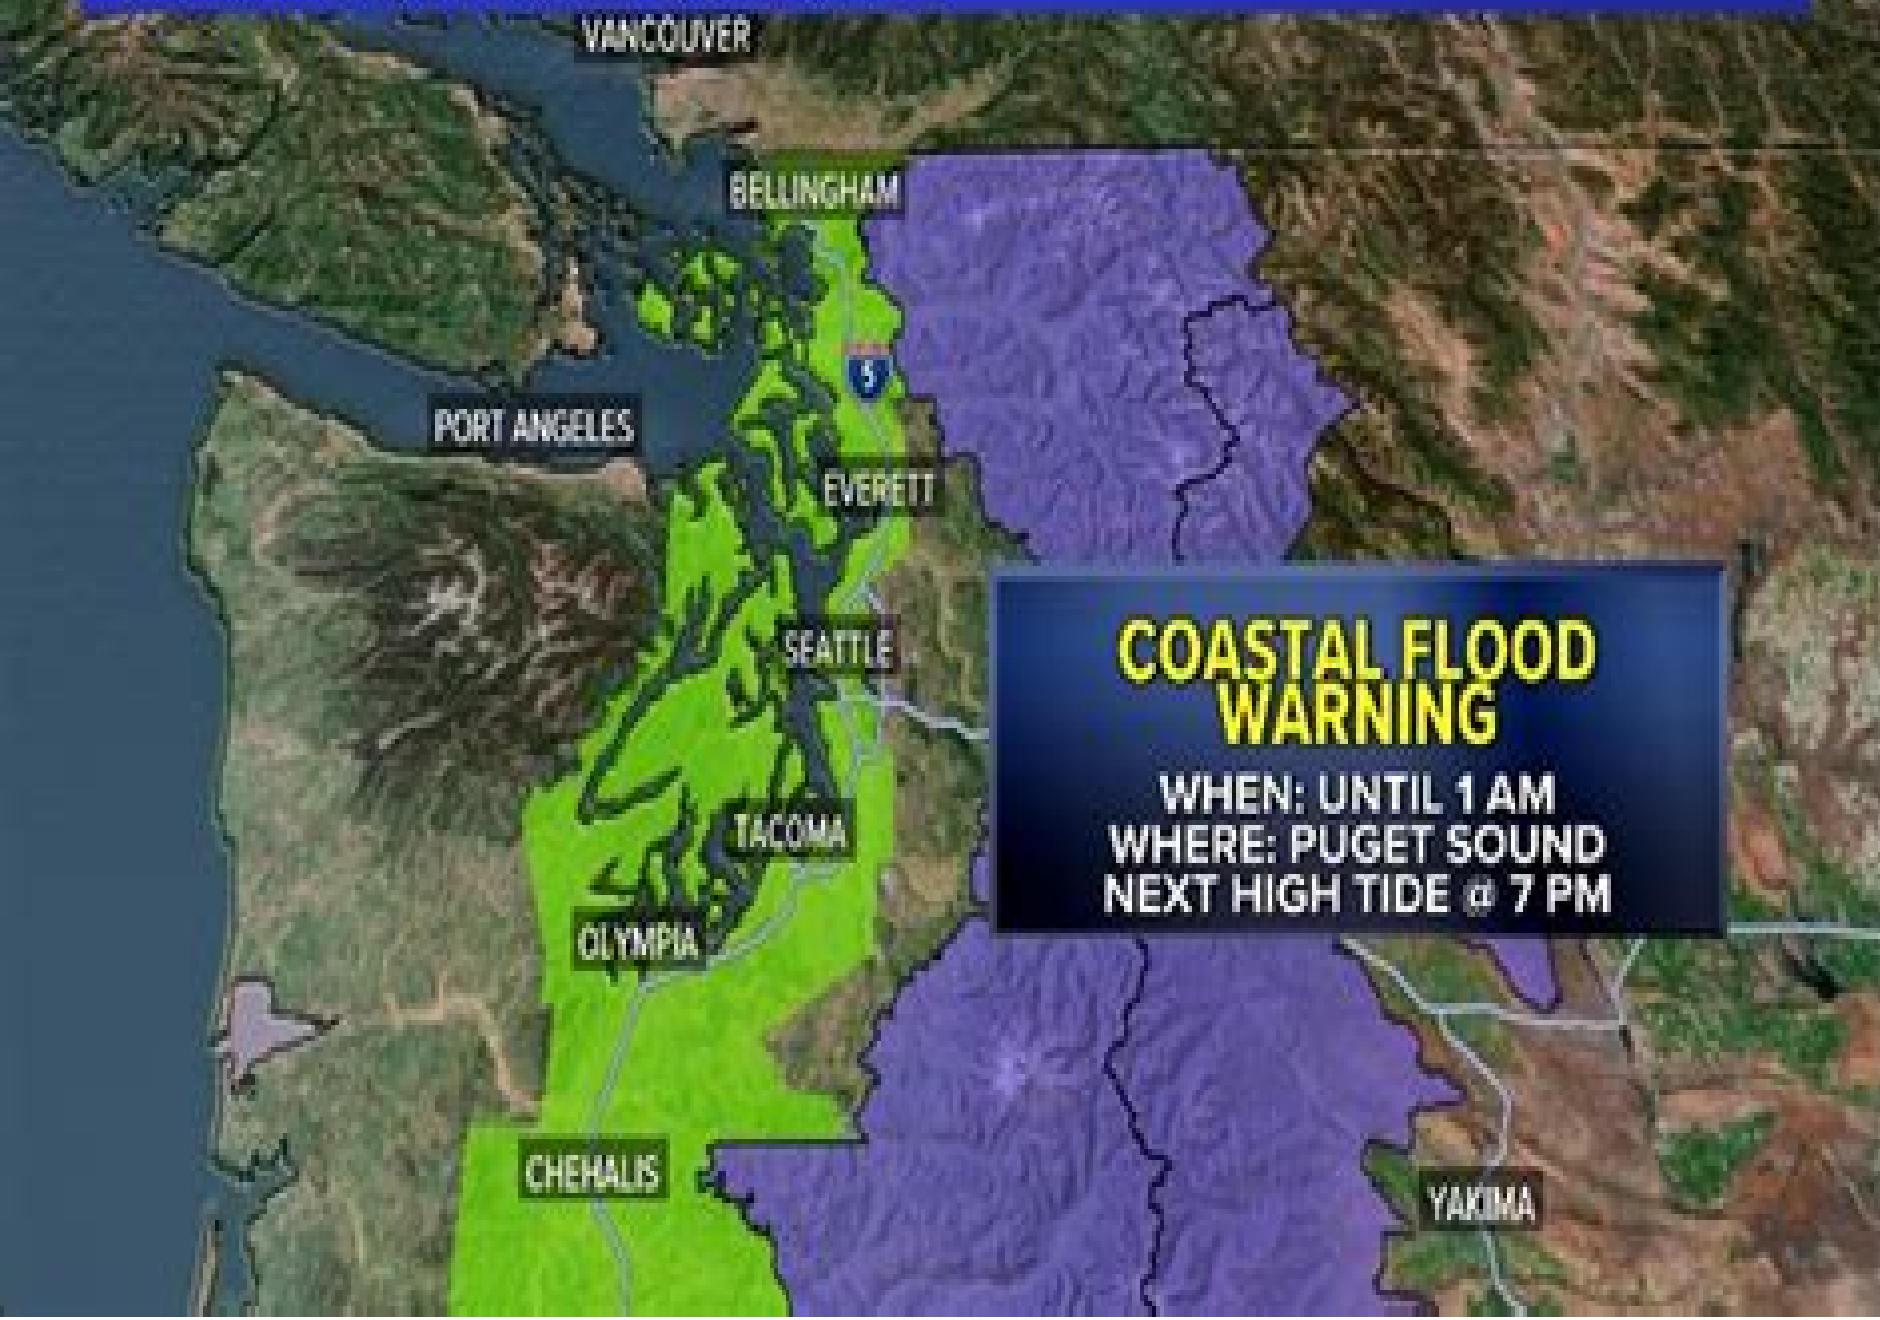 VANCOUVER
BELLINGHAM
5
PORT ANGELES
EVERETT
SEATTLE
COASTAL FLOOD
WARNING
WHEN: UNTIL 1 AM
WHERE: PUGET SOUND
NEXT HIGH TIDE @ 7 PM
TACOMA
OLYMPIA
CHEHALIS
YAKIMA